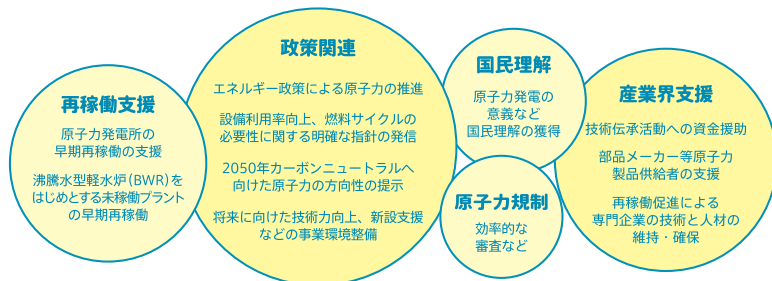 再稼働支援
原子力発電所の
早期再稼働の支援
沸騰水型軽水炉（BWR）を
はじめとする未稼働プラント
の早期再稼働
政策関連
エネルギー政策による原子力の推進
設備利用率向上、燃料サイクルの
必要性に関する明確な指針の発信
2050年カーボンニュートラルへ
向けた原子力の方向性の提示
将来に向けた技術力向上、新設支援
などの事業環境整備
国民理解
原子力発電の
意義など
国民理解の獲得
原子力規制
効率的な
審査など
産業界支援
技術伝承活動への資金援助
部品メーカー等原子力
製品供給者の支援
再稼働促進による
専門企業の技術と人材の
維持・確保